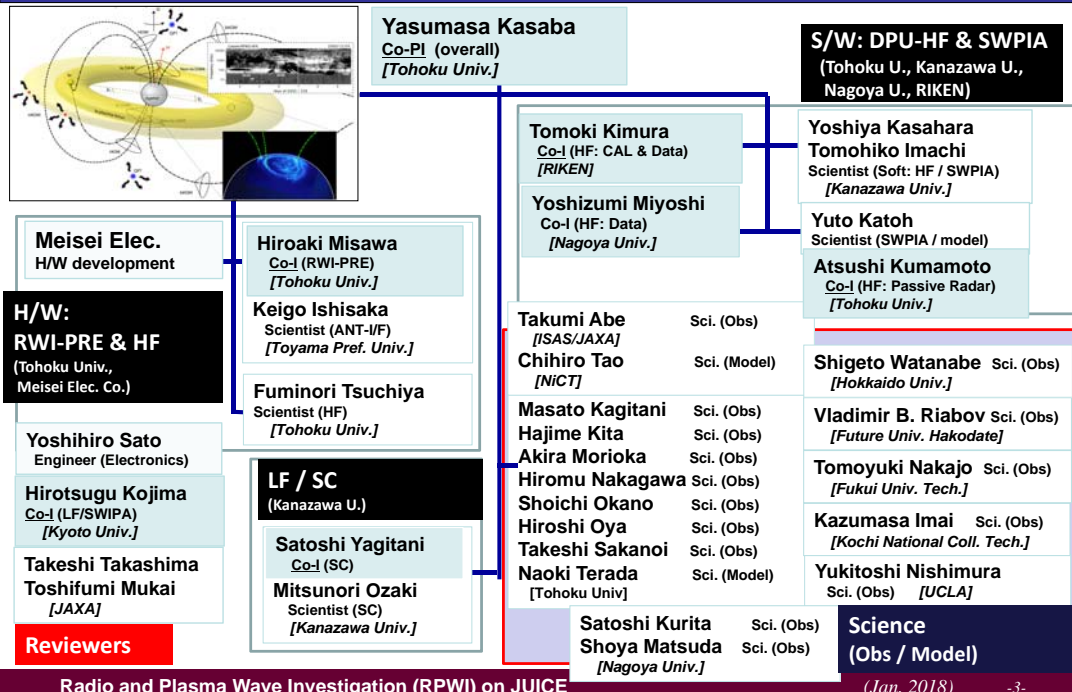 Yasumasa Kasaba
Co-PI (overall)
[Tohoku Univ.]
S/W: DPU-HF & SWPIA
(Tohoku U., Kanazawa U.,
Nagoya U., RIKEN)
Tomoki Kimura
Co-I (HF: CAL & Data)
[RIKEN]
Yoshizumi Miyoshi
Co-I (HF: Data)
[Nagoya Univ.]
Yoshiya Kasahara
Tomohiko Imachi
Scientist (Soft: HF / SWPIA)
[Kanazawa Univ.]
Yuto Katoh
Scientist (SWPIA / model)
Atsushi Kumamoto
Co-I (HF: Passive Radar)
[Tohoku Univ.]
Meisei Elec.
H/W development
Hiroaki Misawa
Co-I (RWI-PRE)
[Tohoku Univ.]
Keigo Ishisaka
Scientist (ANT-I/F)
[Toyama Pref. Univ.]
H/W:
RWI-PRE & HF
(Tohoku Univ.,
Meisei Elec. Co.)
Fuminori Tsuchiya
Scientist (HF)
[Tohoku Univ.]
Yoshihiro Sato
Engineer (Electronics)
Hirotsugu Kojima
Co-I (LF/SWIPA)
[Kyoto Univ.]
Takeshi Takashima
Toshifumi Mukai
[JAXA]
Reviewers
LF / SC
(Kanazawa U.)
Satoshi Yagitani
Co-I (SC)
Mitsunori Ozaki
Scientist (SC)
[Kanazawa Univ.]
Takumi Abe Sci. (Obs)
[ISAS/JAXA]
Chihiro Tao Sci. (Model)
[NiCT]
Masato Kagitani Sci. (Obs)
Hajime Kita Sci. (Obs)
Akira Morioka Sci. (Obs)
Hiromu Nakagawa Sci. (Obs)
Shoichi Okano Sci. (Obs)
Hiroshi Oya Sci. (Obs)
Takeshi Sakanoi Sci. (Obs)
Naoki Terada Sci. (Model)
[Tohoku Univ]
Satoshi Kurita Sci. (Obs)
Shoya Matsuda Sci. (Obs)
[Nagoya Univ.]
Shigeto Watanabe Sci. (Obs)
[Hokkaido Univ.]
Vladimir B. Riabov Sci. (Obs)
[Future Univ. Hakodate]
Tomoyuki Nakajo Sci. (Obs)
[Fukui Univ. Tech.]
Kazumasa Imai Sci. (Obs)
[Kochi National Coll. Tech.]
Yukitoshi Nishimura
Sci. (Obs) [UCLA]
Science
(Obs / Model)
Radio and Plasma Wave Investigation (RPWI) on JUICE
(Jan. 2018) -3-